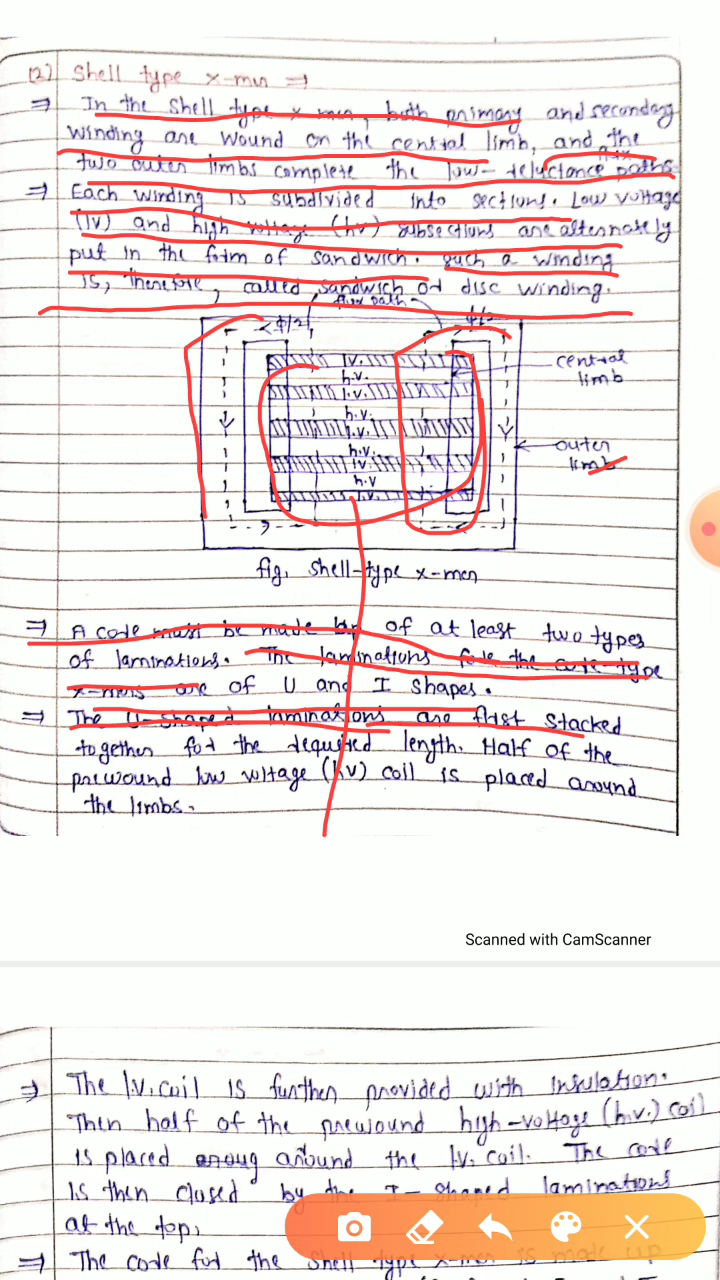 (2) Shell type x-mer ⇒
⇒ In the shell type x-mer, both primary and secondary
winding are wound on the central limb, and the
two outer limbs complete the low-reluctance paths
⇒ Each winding is subdivided into sections. Low voltage
(lv) and high voltage (hv) subsections are alternately
put in the form of sandwich. Such a winding
is, therefore, called sandwich or disc winding.
flux path
ϕ/2
ϕ/2
l.v.
h.v.
l.v.
h.v.
l.v.
h.v.
l.v.
h.v
l.v.
central
limb
outer
limb
fig. shell-type x-mer
⇒ A core must be made up of at least two types
of laminations. The laminations for the core-type
x-mers are of U and I shapes.
⇒ The U-shaped laminations are first stacked
together for the required length. Half of the
prewound low voltage (hv) coil is placed around
the limbs.
Scanned with CamScanner
⇒ The l.v. coil is further provided with insulation.
Then half of the prewound high-voltage (h.v.) coil
is placed around the l.v. coil. The core
is then closed by the I-shaped laminations
at the top.
⇒ The core for the shell type x-mer is made up